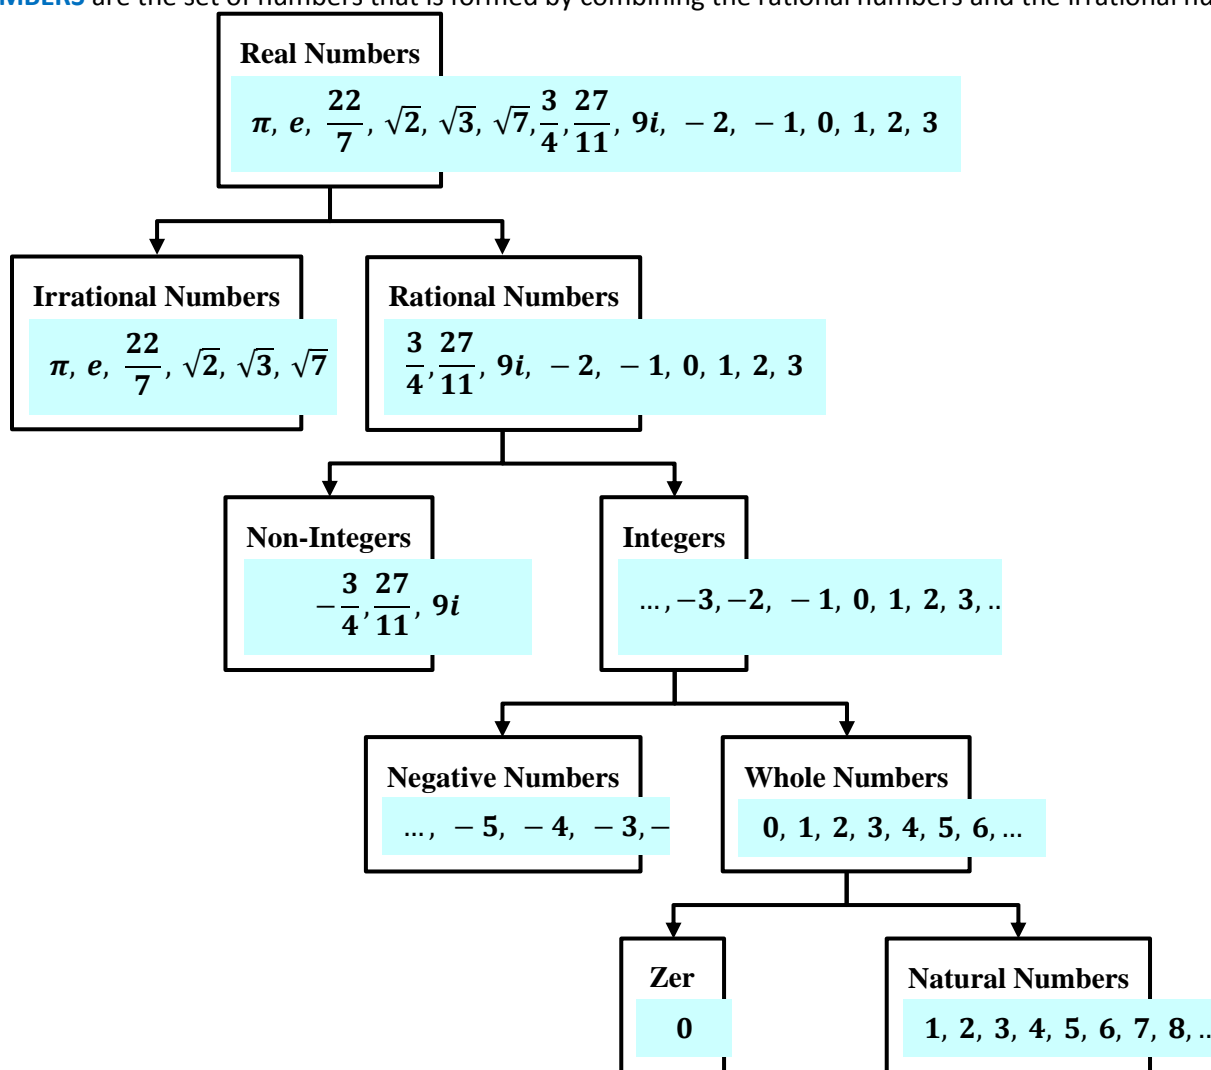 MBERS are the set of numbers that is formed by combining the rational numbers and the irrational nu
Real Numbers
π, e, 22/7, √2, √3, √7, 3/4, 27/11, 9i, − 2, − 1, 0, 1, 2, 3
Irrational Numbers
π, e, 22/7, √2, √3, √7
Rational Numbers
3/4, 27/11, 9i, − 2, − 1, 0, 1, 2, 3
Non-Integers
−3/4, 27/11, 9i
Integers
…, −3, −2, − 1, 0, 1, 2, 3, ..
Negative Numbers
…, − 5, − 4, − 3, −
Whole Numbers
0, 1, 2, 3, 4, 5, 6, …
Zer
0
Natural Numbers
1, 2, 3, 4, 5, 6, 7, 8, ..